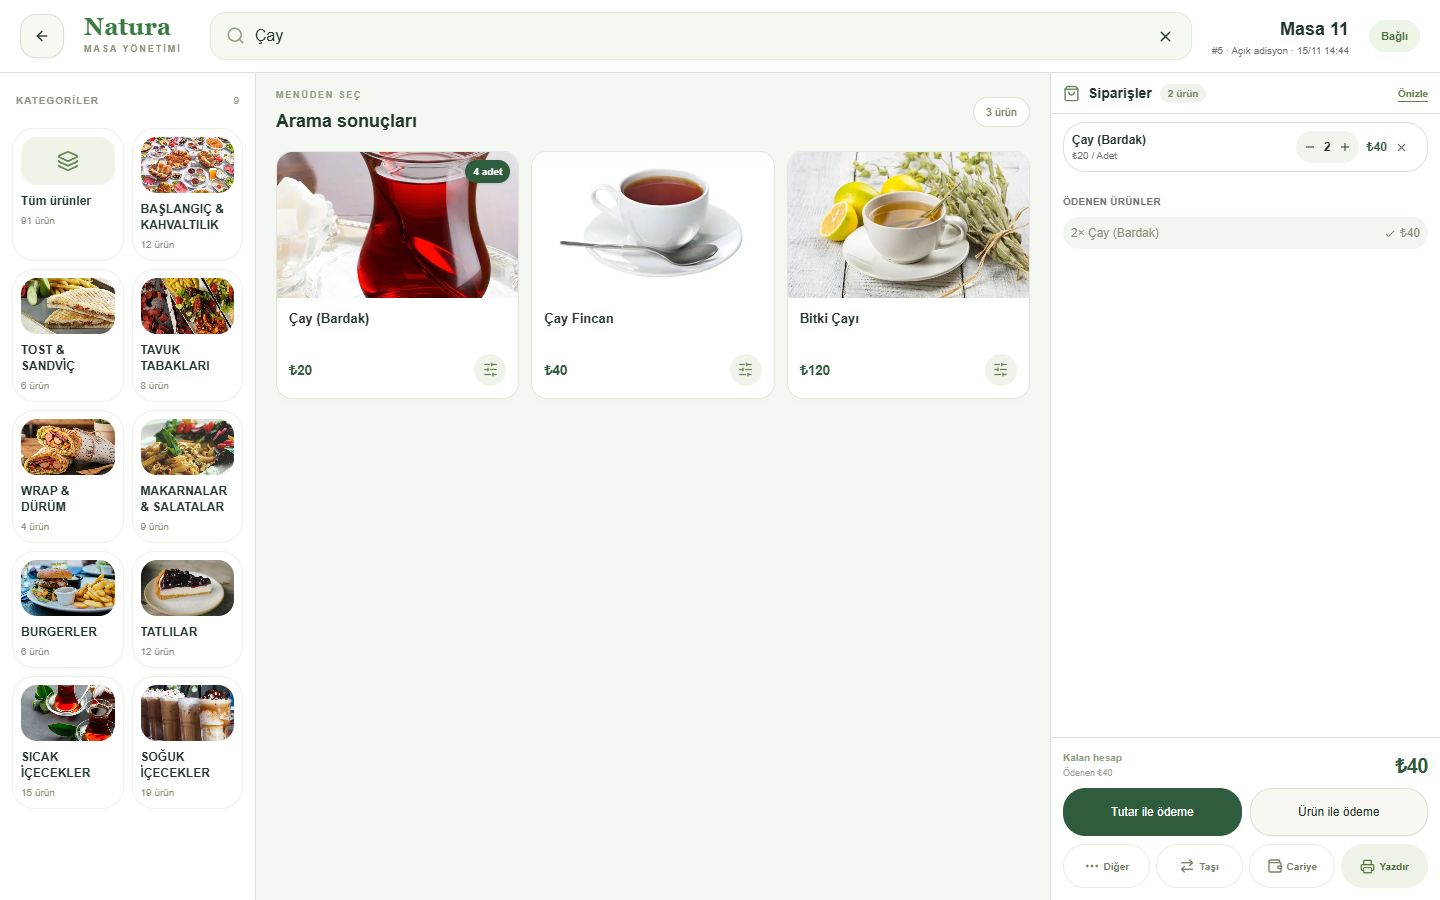 Natura
MASA YÖNETİMİ
Çay
Masa 11
#5 · Açık adisyon · 15/11 14:44
Bağlı
KATEGORİLER
9
Tüm ürünler
91 ürün
BAŞLANGIÇ &
KAHVALTILIK
12 ürün
TOST &
SANDVİÇ
6 ürün
TAVUK
TABAKLARI
8 ürün
WRAP &
DÜRÜM
4 ürün
MAKARNALAR
& SALATALAR
9 ürün
BURGERLER
6 ürün
TATLILAR
12 ürün
SICAK
İÇECEKLER
15 ürün
SOĞUK
İÇECEKLER
19 ürün
MENÜDEN SEÇ
Arama sonuçları
3 ürün
4 adet
Çay (Bardak)
₺20
Çay Fincan
₺40
Bitki Çayı
₺120
Siparişler
2 ürün
Önizle
Çay (Bardak)
₺20 / Adet
− 2 +
₺40
ÖDENEN ÜRÜNLER
2× Çay (Bardak)
₺40
Kalan hesap
Ödenen ₺40
₺40
Tutar ile ödeme
Ürün ile ödeme
Diğer
Taşı
Cariye
Yazdır